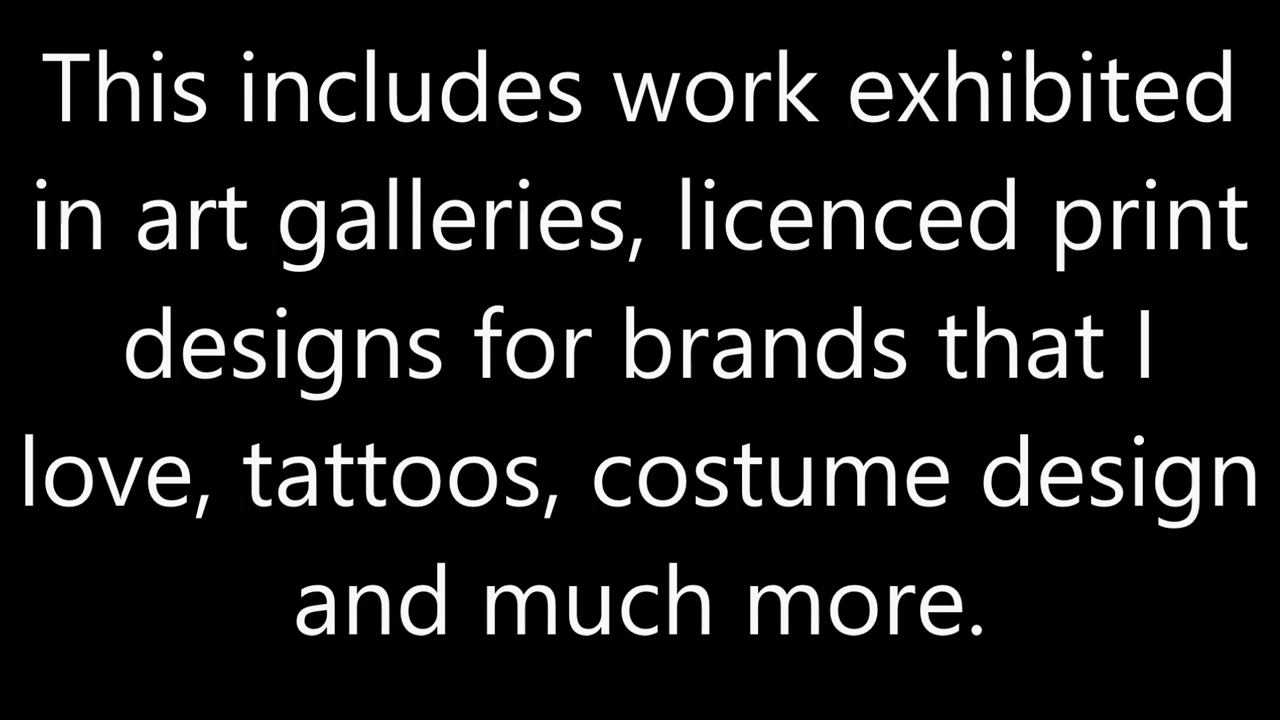 This includes work exhibited
in art galleries, licenced print
designs for brands that I
love, tattoos, costume design
and much more.